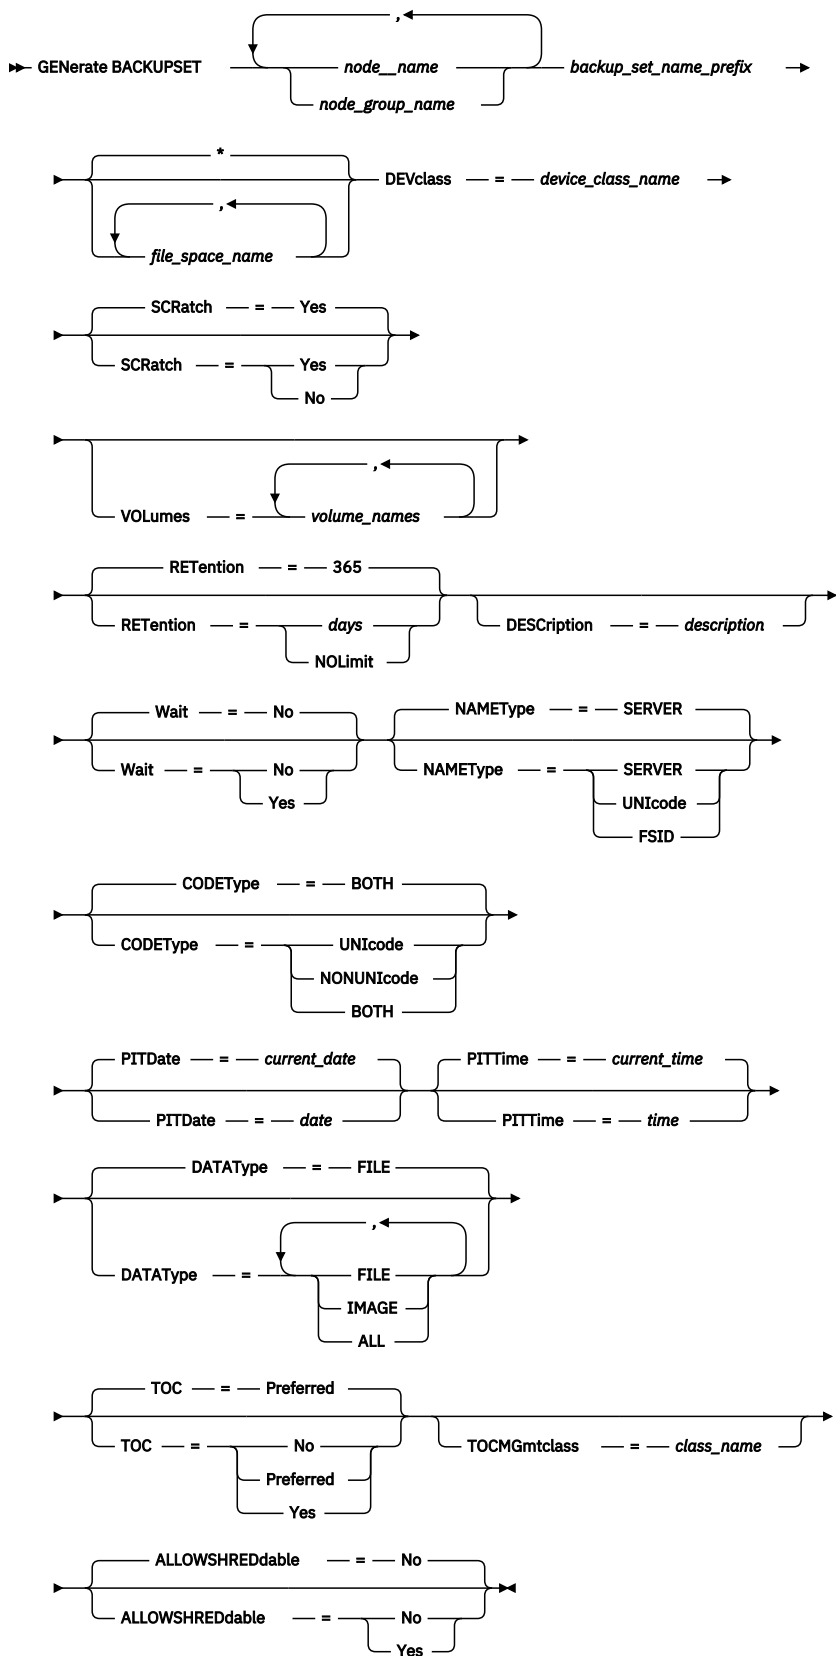 ,
GENerate BACKUPSET node__name backup_set_name_prefix
node_group_name
*
DEVclass = device_class_name
,
file_space_name
SCRatch = Yes
SCRatch = Yes
No
,
VOLumes = volume_names
RETention = 365
RETention = days DESCription = description
NOLimit
Wait = No NAMEType = SERVER
Wait = No NAMEType = SERVER
Yes UNIcode
FSID
CODEType = BOTH
CODEType = UNIcode
NONUNIcode
BOTH
PITDate = current_date PITTime = current_time
PITDate = date PITTime = time
DATAType = FILE
,
DATAType = FILE
IMAGE
ALL
TOC = Preferred
TOC = No TOCMGmtclass = class_name
Preferred
Yes
ALLOWSHREDdable = No
ALLOWSHREDdable = No
Yes